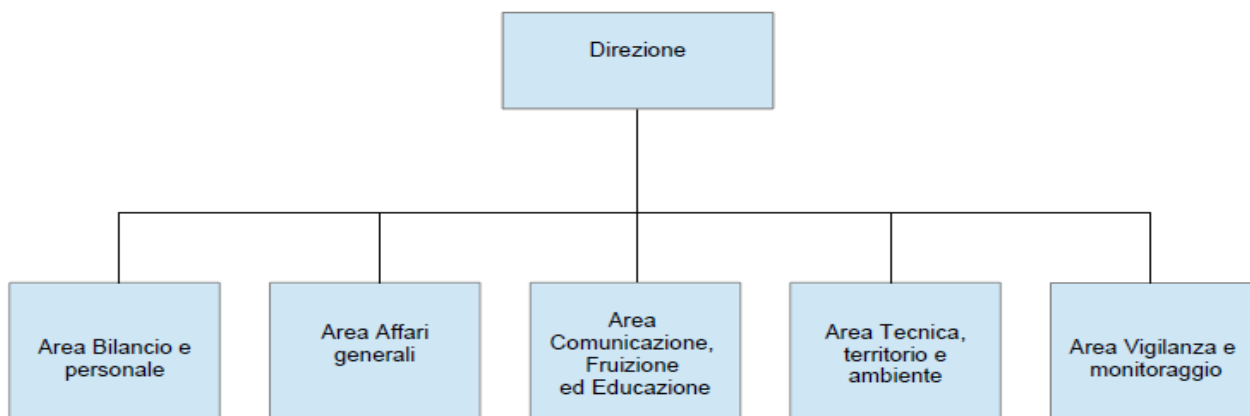 Direzione
Area Bilancio e
personale
Area Affari
generali
Area
Comunicazione,
Fruizione
ed Educazione
Area Tecnica,
territorio e
ambiente
Area Vigilanza e
monitoraggio